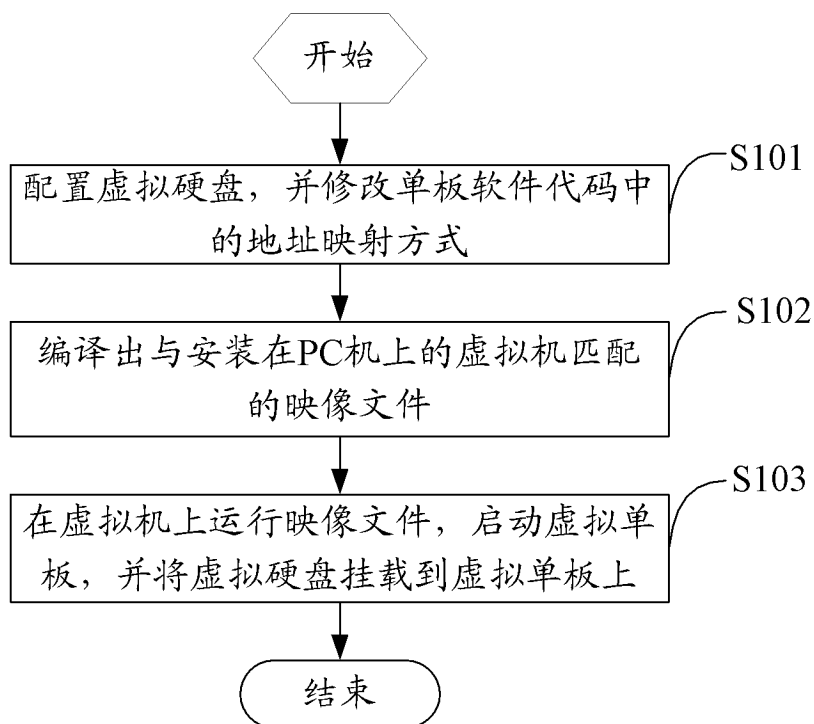 开始
S101
配置虚拟硬盘，并修改单板软件代码中
的地址映射方式
S102
编译出与安装在PC机上的虚拟机匹配
的映像文件
S103
在虚拟机上运行映像文件，启动虚拟单
板，并将虚拟硬盘挂载到虚拟单板上
结束